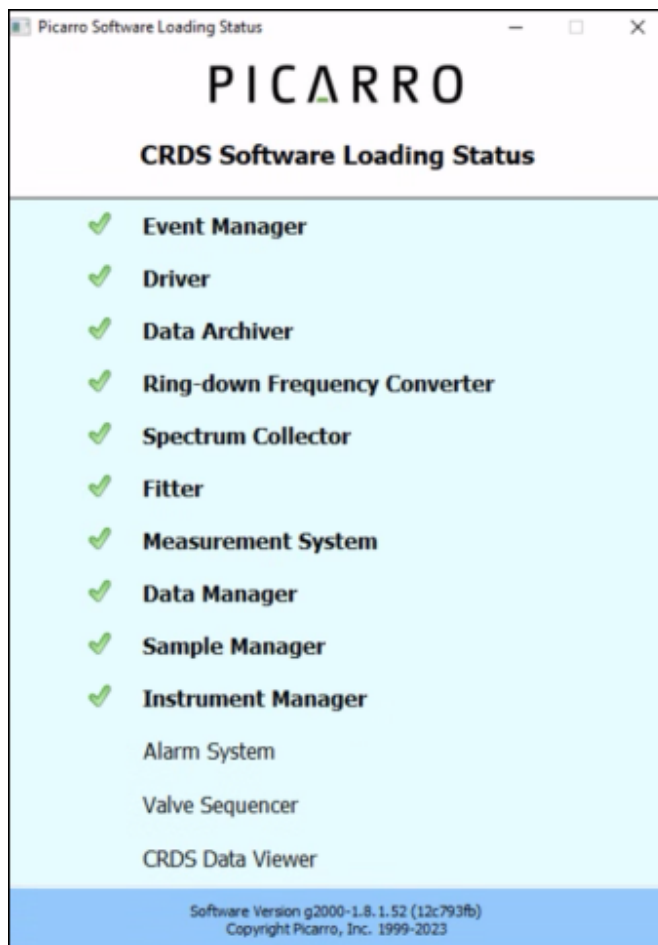 Picarro Software Loading Status
PICARRO
CRDS Software Loading Status
Event Manager
Driver
Data Archiver
Ring-down Frequency Converter
Spectrum Collector
Fitter
Measurement System
Data Manager
Sample Manager
Instrument Manager
Alarm System
Valve Sequencer
CRDS Data Viewer
Software Version g2000-1.8.1.52 (12c793fb)
Copyright Picarro, Inc. 1999-2023